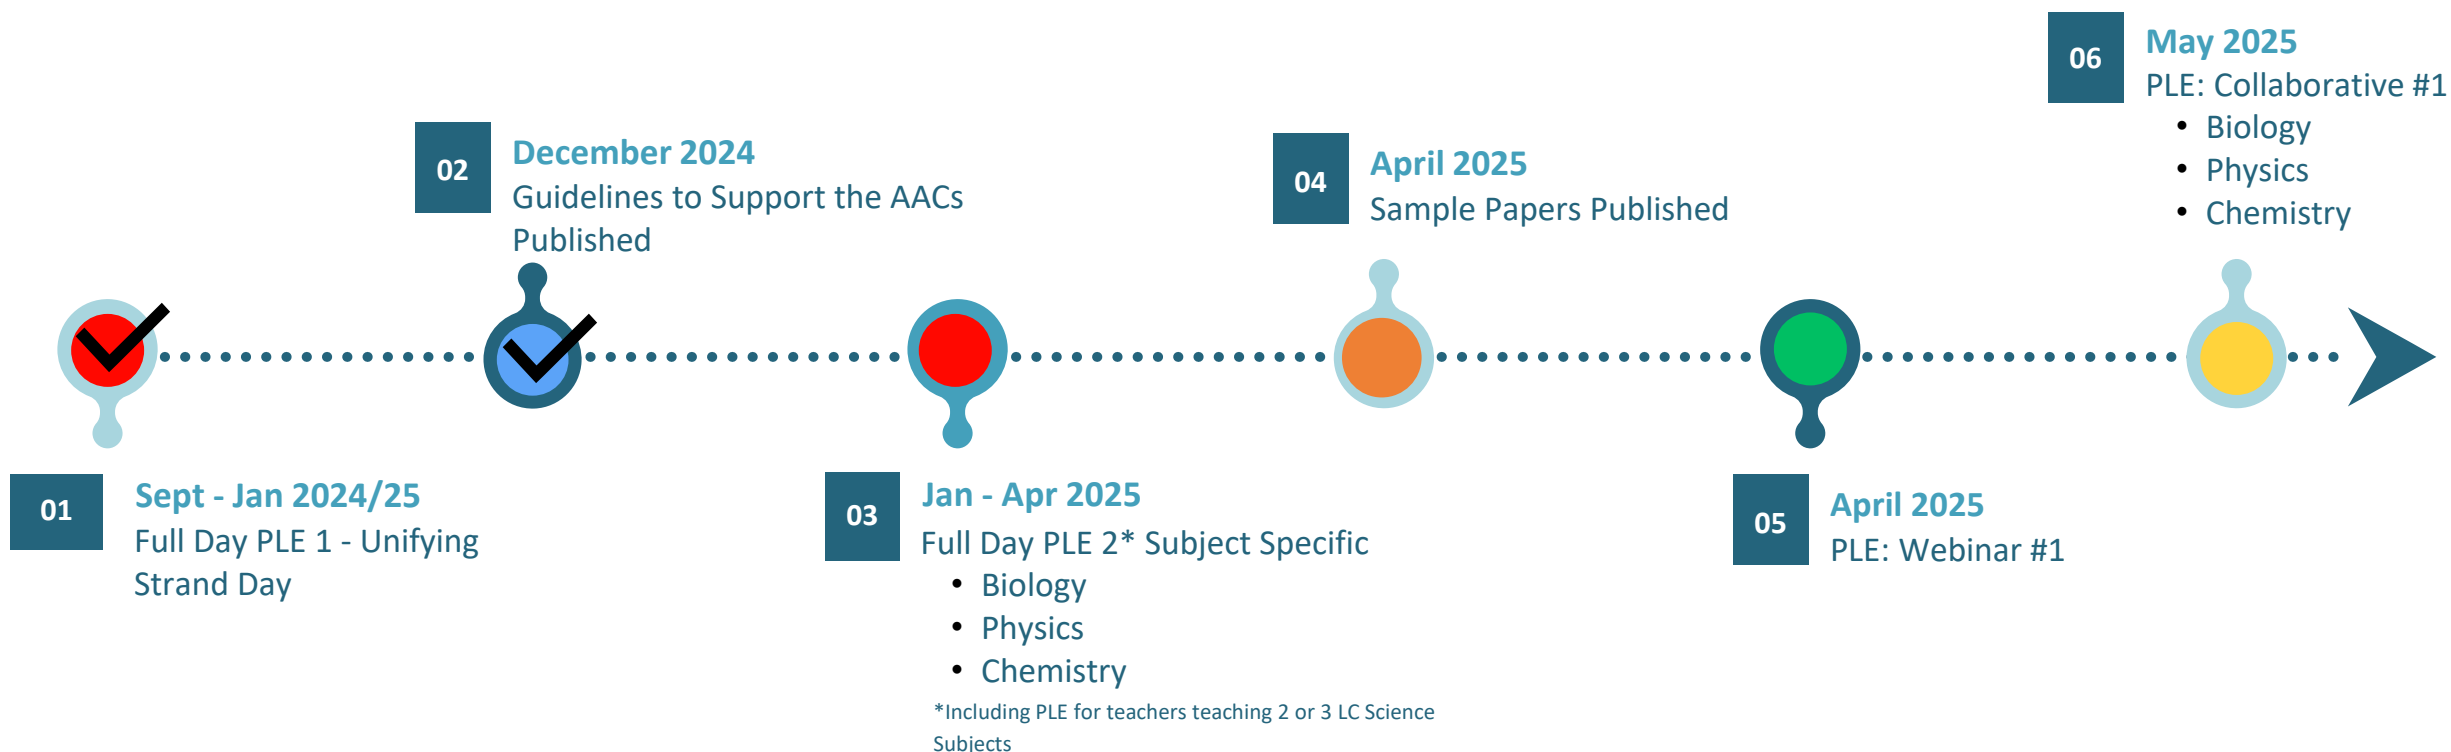 01
Sept - Jan 2024/25
Full Day PLE 1 - Unifying
Strand Day
02
December 2024
Guidelines to Support the AACs
Published
03
Jan - Apr 2025
Full Day PLE 2* Subject Specific
• Biology
• Physics
• Chemistry
*Including PLE for teachers teaching 2 or 3 LC Science
Subjects
04
April 2025
Sample Papers Published
05
April 2025
PLE: Webinar #1
06
May 2025
PLE: Collaborative #1
• Biology
• Physics
• Chemistry